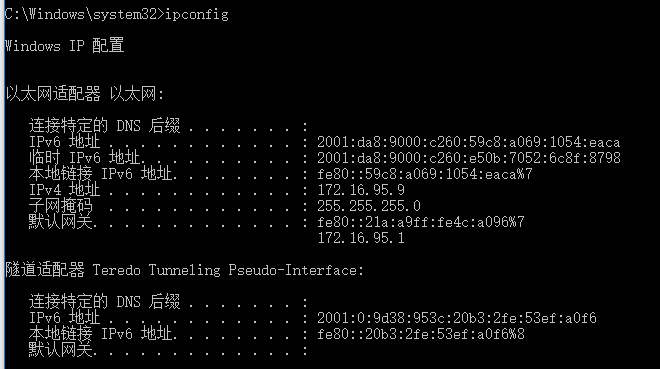 C:\Windows\system32>ipconfig
Windows IP 配置
以太网适配器 以太网:
连接特定的 DNS 后缀 . . . . . . . :
IPv6 地址 . . . . . . . . . . . . : 2001:da8:9000:c260:59c8:a069:1054:eaca
临时 IPv6 地址. . . . . . . . . . : 2001:da8:9000:c260:e50b:7052:6c8f:8798
本地链接 IPv6 地址. . . . . . . . : fe80::59c8:a069:1054:eaca%7
IPv4 地址 . . . . . . . . . . . . : 172.16.95.9
子网掩码 . . . . . . . . . . . . : 255.255.255.0
默认网关. . . . . . . . . . . . . : fe80::21a:a9ff:fe4c:a096%7
172.16.95.1
隧道适配器 Teredo Tunneling Pseudo-Interface:
连接特定的 DNS 后缀 . . . . . . . :
IPv6 地址 . . . . . . . . . . . . : 2001:0:9d38:953c:20b3:2fe:53ef:a0f6
本地链接 IPv6 地址. . . . . . . . : fe80::20b3:2fe:53ef:a0f6%8
默认网关. . . . . . . . . . . . . :